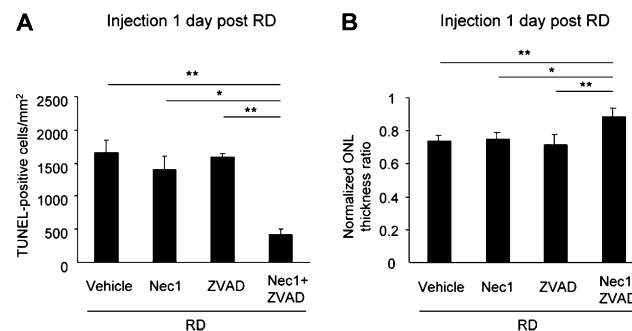 A
Injection 1 day post RD
**
*
**
TUNEL-positive cells/mm2
2500
2000
1500
1000
500
0
Vehicle
Nec1
ZVAD
Nec1+
ZVAD
RD
B
Injection 1 day post RD
**
*
**
Normalized ONL
thickness ratio
1
0.8
0.6
0.4
0.2
0
Vehicle
Nec1
ZVAD
Nec1
ZVAD
RD